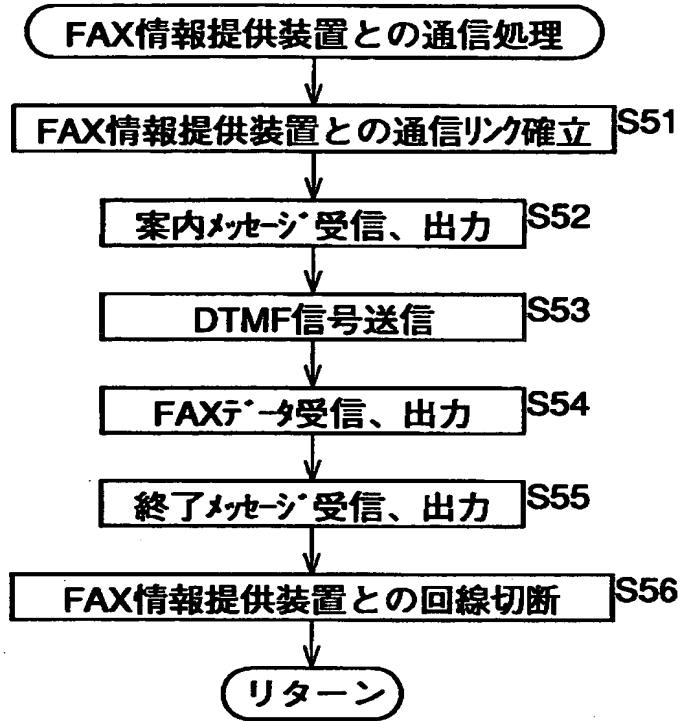 FAX情報提供装置との通信処理
FAX情報提供装置との通信ﾘﾝｸ確立 S51
案内ﾒｯｾｰｼﾞ受信、出力 S52
DTMF信号送信 S53
FAXﾃﾞｰﾀ受信、出力 S54
終了ﾒｯｾｰｼﾞ受信、出力 S55
FAX情報提供装置との回線切断 S56
リターン